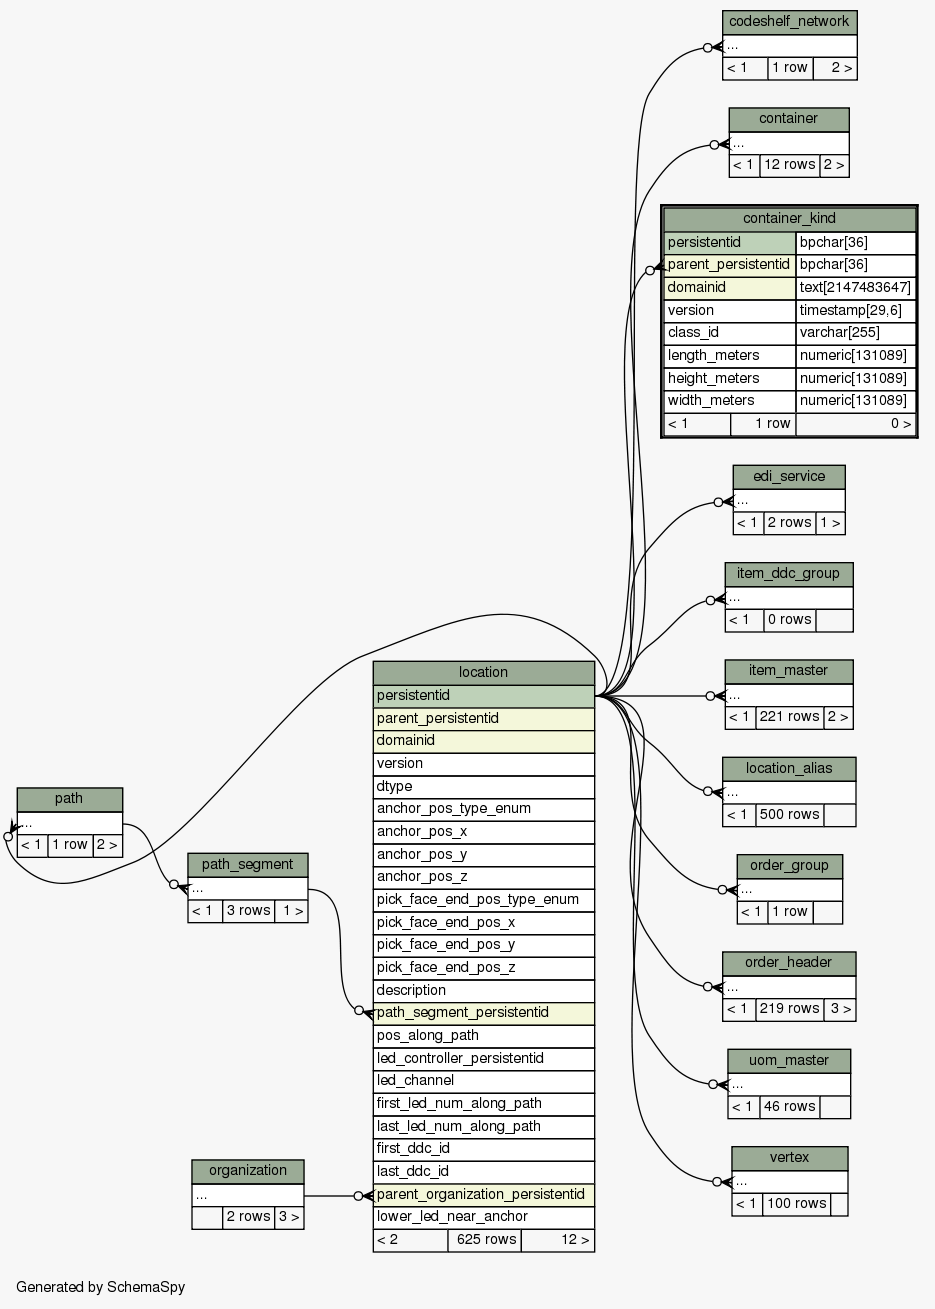 codeshelf_network
...
< 1 1 row 2 >
container
...
< 1 12 rows 2 >
container_kind
persistentid bpchar[36]
parent_persistentid bpchar[36]
domainid text[2147483647]
version timestamp[29,6]
class_id varchar[255]
length_meters numeric[131089]
height_meters numeric[131089]
width_meters numeric[131089]
< 1 1 row 0 >
edi_service
...
< 1 2 rows 1 >
item_ddc_group
...
< 1 0 rows
item_master
...
< 1 221 rows 2 >
location_alias
...
< 1 500 rows
order_group
...
< 1 1 row
order_header
...
< 1 219 rows 3 >
uom_master
...
< 1 46 rows
vertex
...
< 1 100 rows
location
persistentid
parent_persistentid
domainid
version
dtype
anchor_pos_type_enum
anchor_pos_x
anchor_pos_y
anchor_pos_z
pick_face_end_pos_type_enum
pick_face_end_pos_x
pick_face_end_pos_y
pick_face_end_pos_z
description
path_segment_persistentid
pos_along_path
led_controller_persistentid
led_channel
first_led_num_along_path
last_led_num_along_path
first_ddc_id
last_ddc_id
parent_organization_persistentid
lower_led_near_anchor
< 2 625 rows 12 >
path
...
< 1 1 row 2 >
path_segment
...
< 1 3 rows 1 >
organization
...
2 rows 3 >
Generated by SchemaSpy